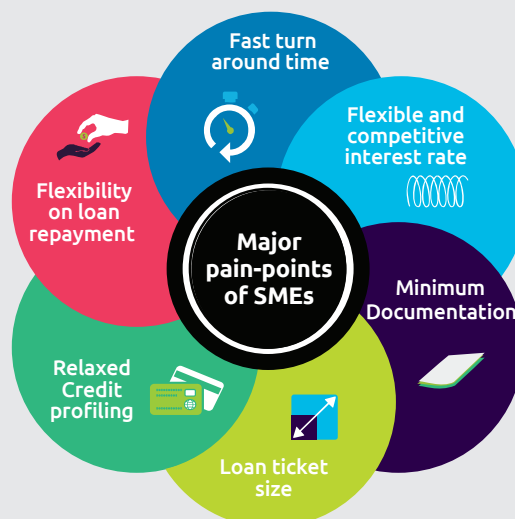 Fast turn
around time
Flexible and
competitive
interest rate
Minimum
Documentation
Loan ticket
size
Relaxed
Credit
profiling
Flexibility
on loan
repayment
Major
pain-points
of SMEs